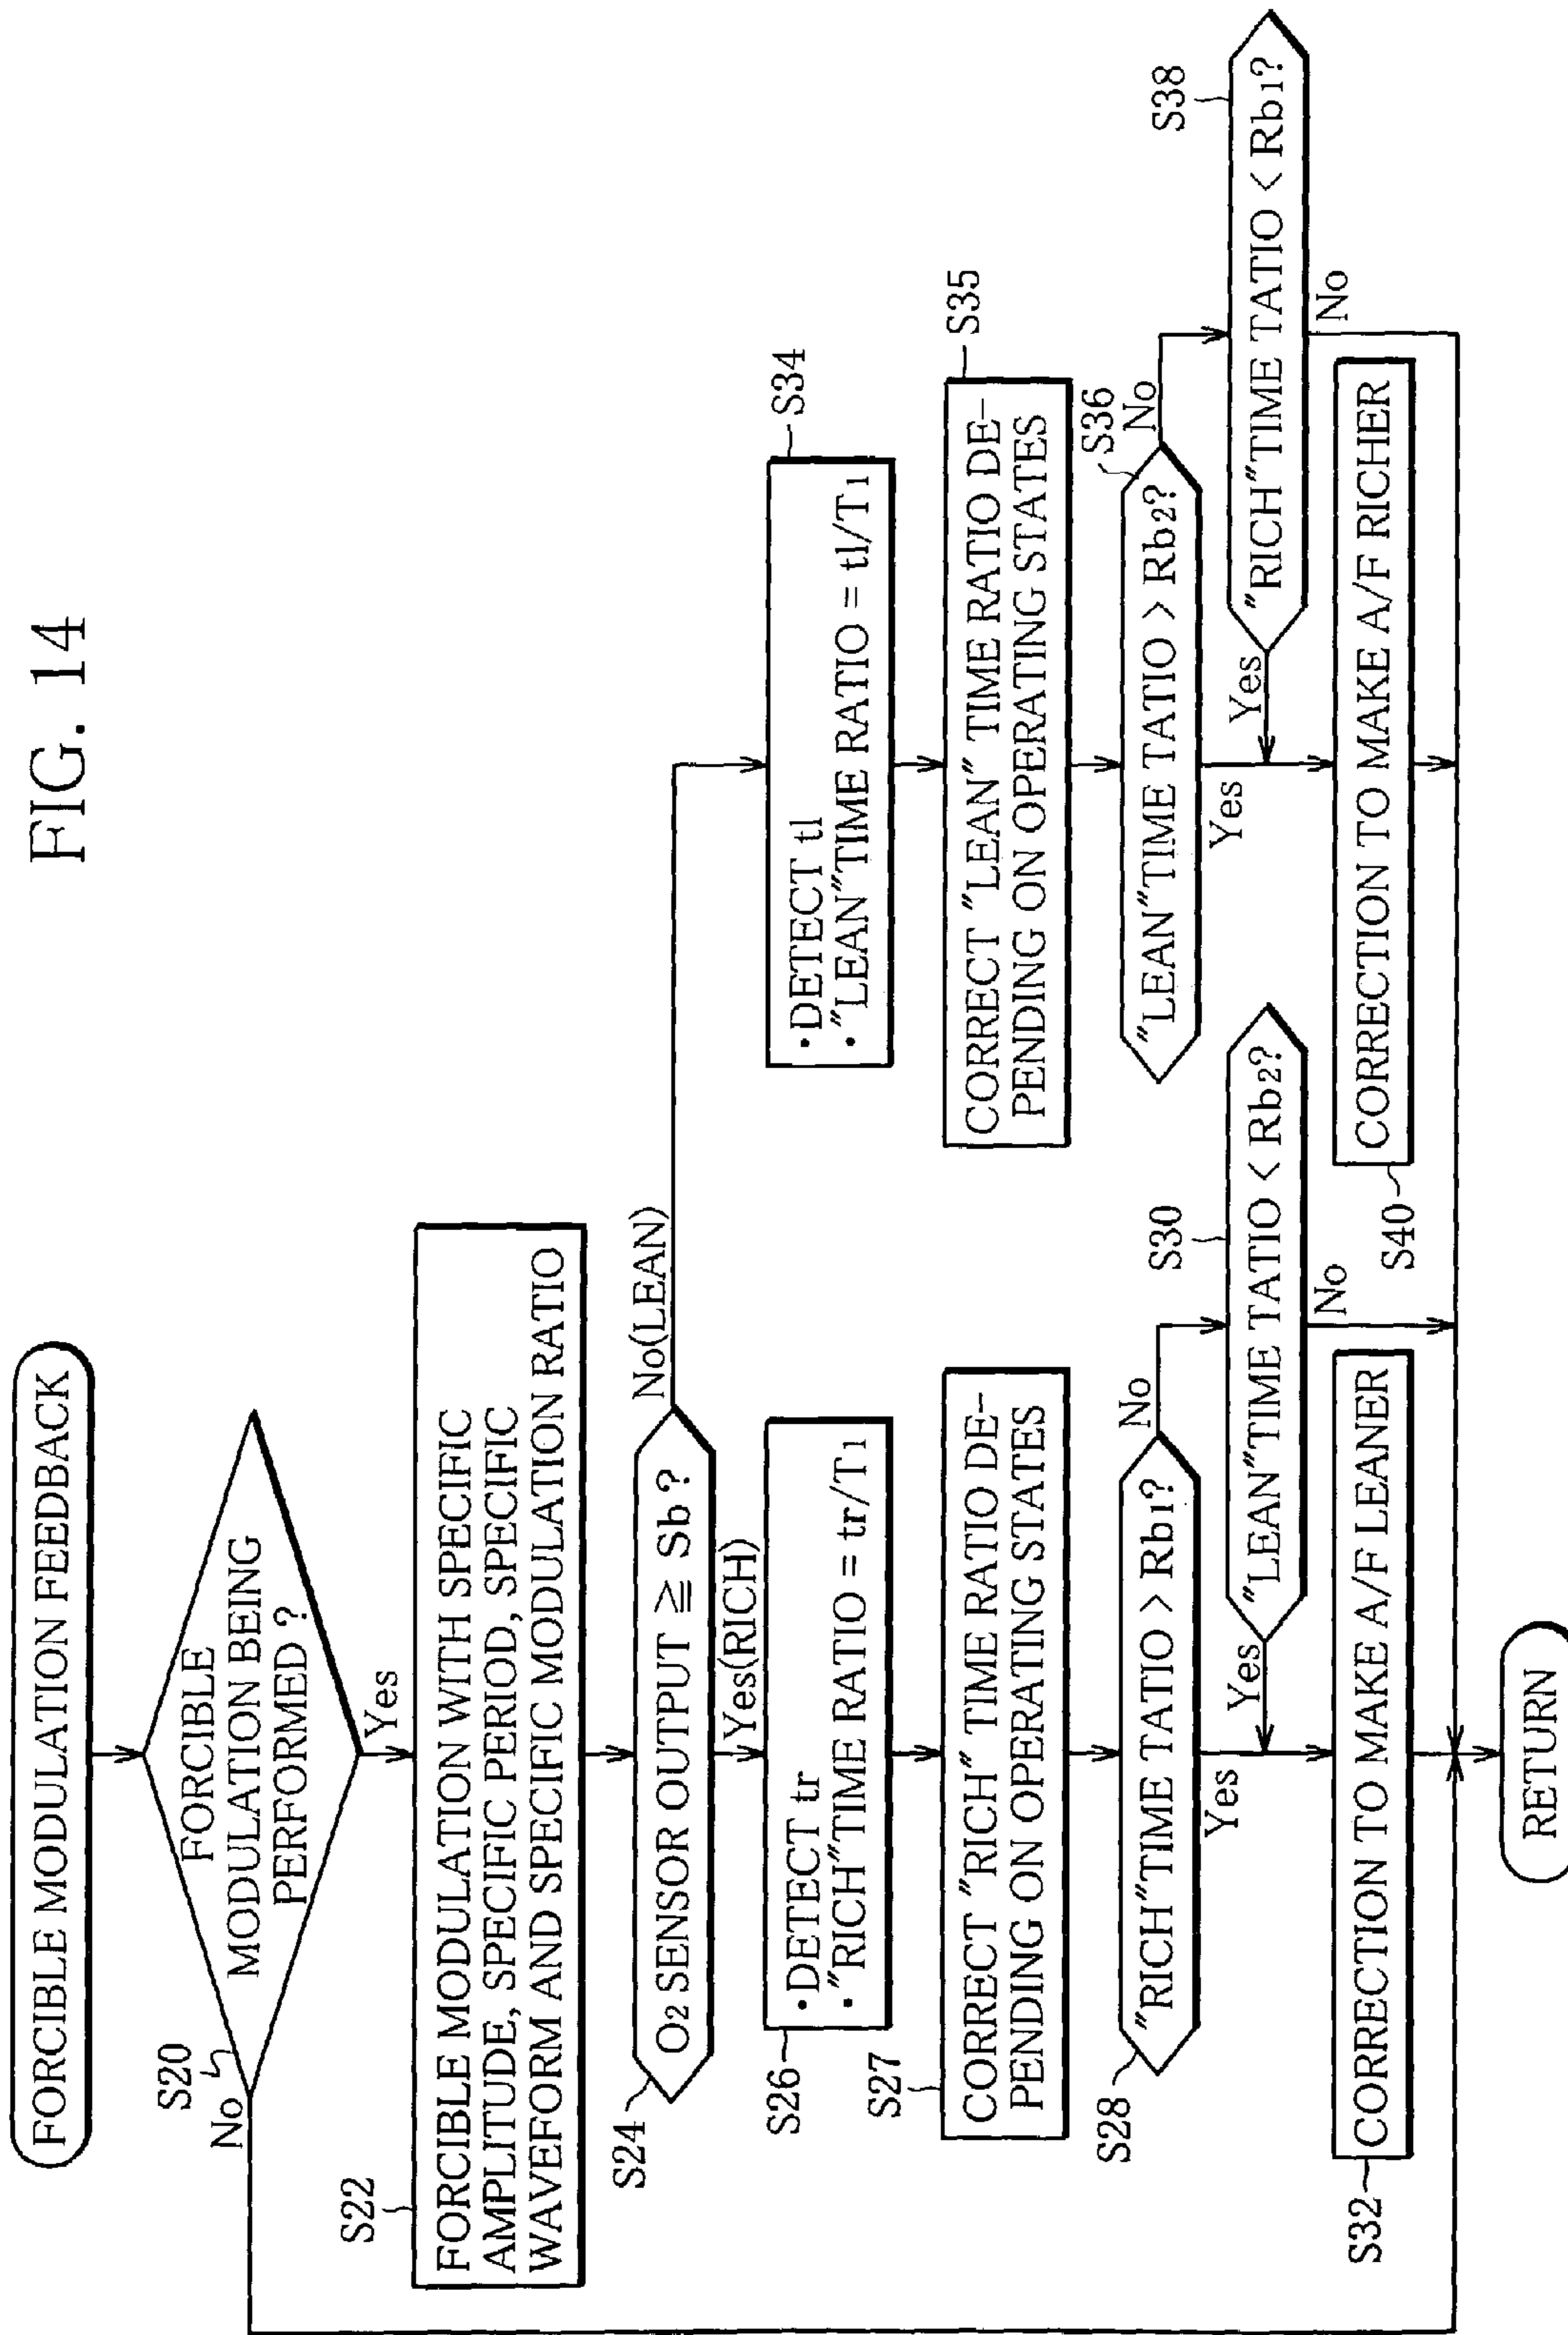 FIG. 14
FORCIBLE MODULATION FEEDBACK
S20
FORCIBLE
MODULATION BEING
PERFORMED ?
No
Yes
S22
FORCIBLE MODULATION WITH SPECIFIC
AMPLITUDE, SPECIFIC PERIOD, SPECIFIC
WAVEFORM AND SPECIFIC MODULATION RATIO
S24
O2 SENSOR OUTPUT ≧ Sb ?
No(LEAN)
Yes(RICH)
S26
・DETECT tr
・"RICH"TIME RATIO = tr/T1
S27
CORRECT "RICH" TIME RATIO DE-
PENDING ON OPERATING STATES
S28
"RICH"TIME TATIO > Rb1?
No
Yes
S30
"LEAN"TIME TATIO < Rb2?
Yes
No
S32
CORRECTION TO MAKE A/F LEANER
S34
・DETECT tl
・"LEAN"TIME RATIO = tl/T1
S35
CORRECT "LEAN" TIME RATIO DE-
PENDING ON OPERATING STATES
S36
"LEAN"TIME TATIO > Rb2?
No
Yes
S38
"RICH"TIME TATIO < Rb1?
Yes
No
S40
CORRECTION TO MAKE A/F RICHER
RETURN